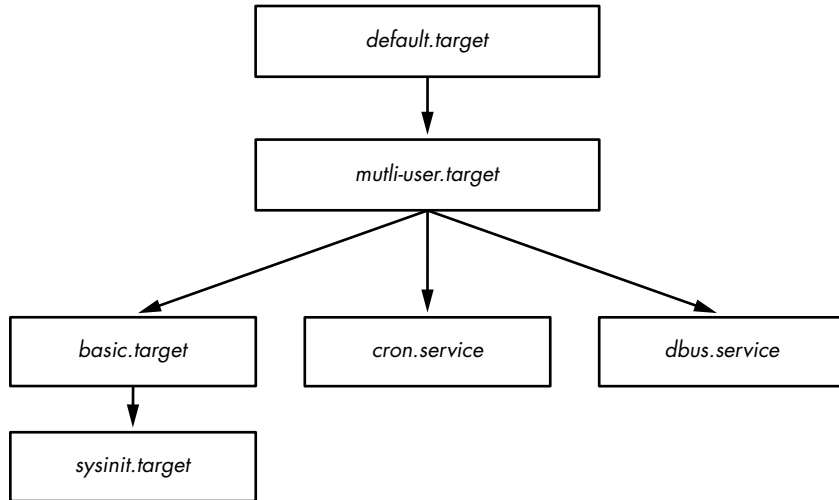 default.target
mutli-user.target
basic.target
cron.service
dbus.service
sysinit.target